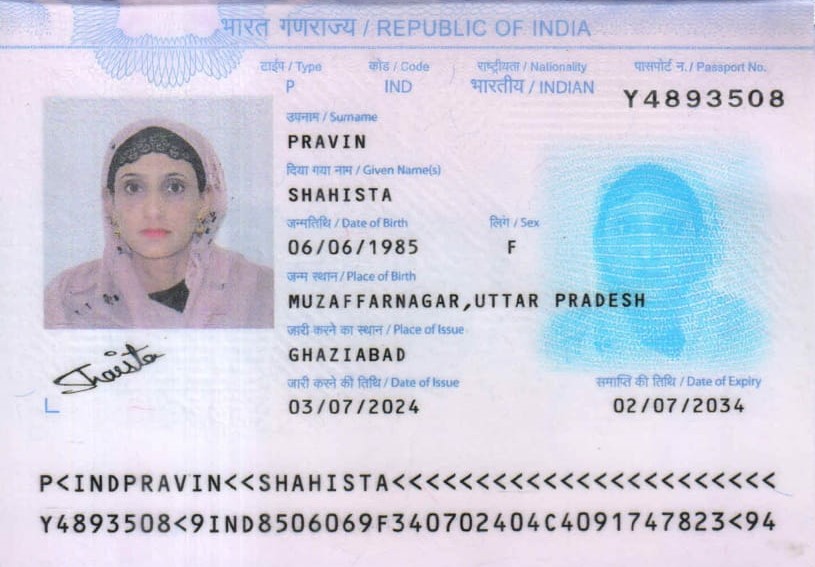 भारत गणराज्य / REPUBLIC OF INDIA
टाईप / Type कोड / Code राष्ट्रीयता / Nationality पासपोर्ट न. / Passport No.
P IND भारतीय / INDIAN Y4893508
उपनाम / Surname
PRAVIN
दिया गया नाम / Given Name(s)
SHAHISTA
जन्मतिथि / Date of Birth लिंग / Sex
06/06/1985 F
जन्म स्थान / Place of Birth
MUZAFFARNAGAR,UTTAR PRADESH
जारी करने का स्थान / Place of Issue
GHAZIABAD
जारी करने की तिथि / Date of Issue समाप्ति की तिथि / Date of Expiry
03/07/2024 02/07/2034
Shaista
P<INDPRAVIN<<SHAHISTA<<<<<<<<<<<<<<<<<<<<<<<
Y4893508<9IND8506069F340702404C4091747823<94